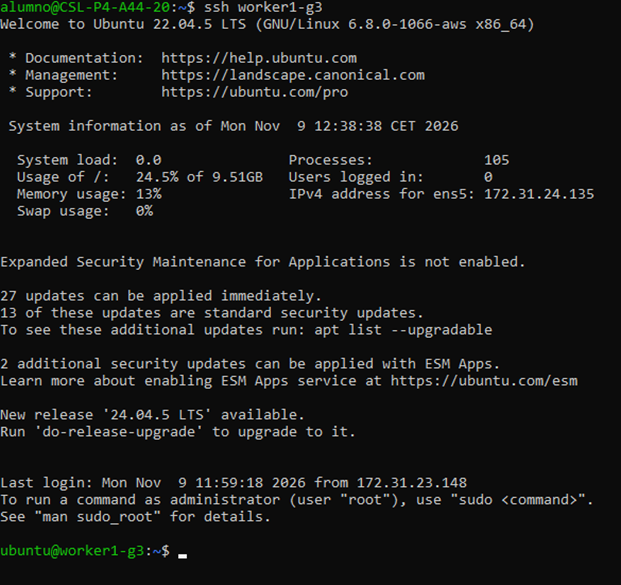 alumno@CSL-P4-A44-20:~$ ssh worker1-g3
Welcome to Ubuntu 22.04.5 LTS (GNU/Linux 6.8.0-1066-aws x86_64)
* Documentation: https://help.ubuntu.com
* Management: https://landscape.canonical.com
* Support: https://ubuntu.com/pro
System information as of Mon Nov 9 12:38:38 CET 2026
System load: 0.0 Processes: 105
Usage of /: 24.5% of 9.51GB Users logged in: 0
Memory usage: 13% IPv4 address for ens5: 172.31.24.135
Swap usage: 0%
Expanded Security Maintenance for Applications is not enabled.
27 updates can be applied immediately.
13 of these updates are standard security updates.
To see these additional updates run: apt list --upgradable
2 additional security updates can be applied with ESM Apps.
Learn more about enabling ESM Apps service at https://ubuntu.com/esm
New release '24.04.5 LTS' available.
Run 'do-release-upgrade' to upgrade to it.
Last login: Mon Nov 9 11:59:18 2026 from 172.31.23.148
To run a command as administrator (user "root"), use "sudo <command>".
See "man sudo_root" for details.
ubuntu@worker1-g3:~$